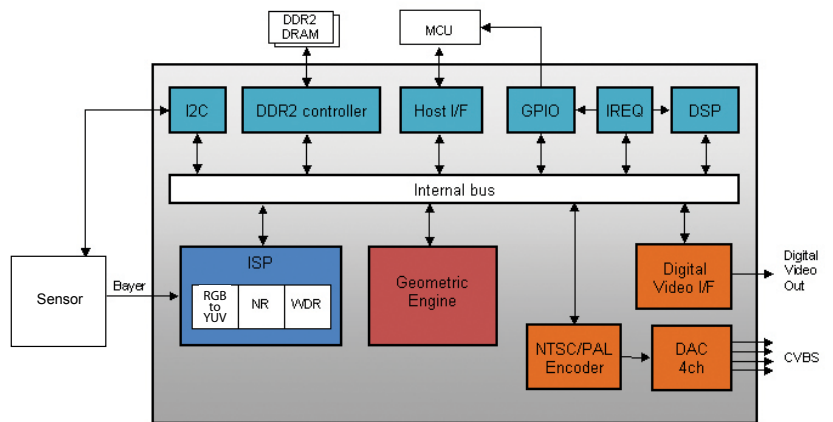 DDR2
DRAM
MCU
I2C
DDR2 controller
Host I/F
GPIO
IREQ
DSP
Internal bus
Sensor
Bayer
ISP
RGB
to
YUV
NR
WDR
Geometric
Engine
Digital
Video I/F
Digital
Video
Out
NTSC/PAL
Encoder
DAC
4ch
CVBS